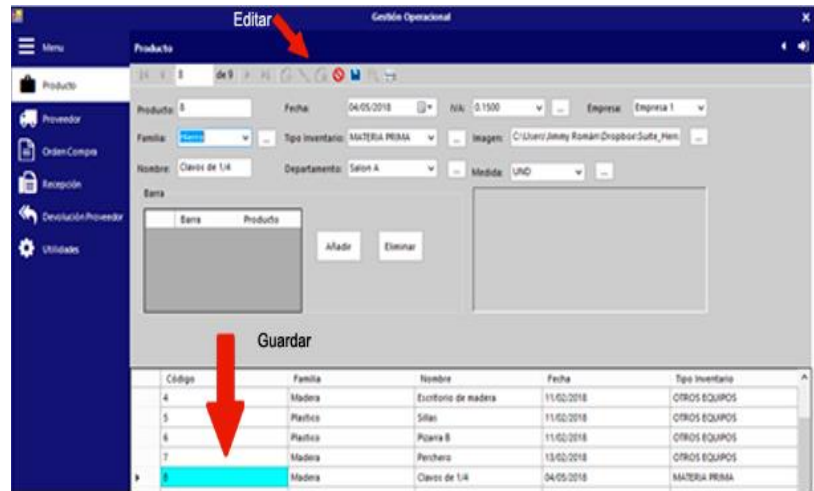 Editar
Gestión Operacional
Menu
Producto
8 de 9
Producto
Proveedor
Orden Compra
Recepción
Devolución Proveedor
Utilidades
Producto: 8 Fecha: 04/05/2018 IVA: 0.1500 ... Empresa: Empresa 1
Familia: ... Tipo Inventario: MATERIA PRIMA ... Imagen: C:\Users\Jimmy Román\Dropbox\Suite_Herr ...
Nombre: Clavos de 1/4 Departamento: Salon A ... Medida: UND ...
Barra
Barra Producto
Añadir Eliminar
Guardar
Código Familia Nombre Fecha Tipo Inventario
4 Madera Escritorio de madera 11/02/2018 OTROS EQUIPOS
5 Plastico Sillas 11/02/2018 OTROS EQUIPOS
6 Plastico Pizarra B 11/02/2018 OTROS EQUIPOS
7 Madera Perchero 13/02/2018 OTROS EQUIPOS
8 Madera Clavos de 1/4 04/05/2018 MATERIA PRIMA